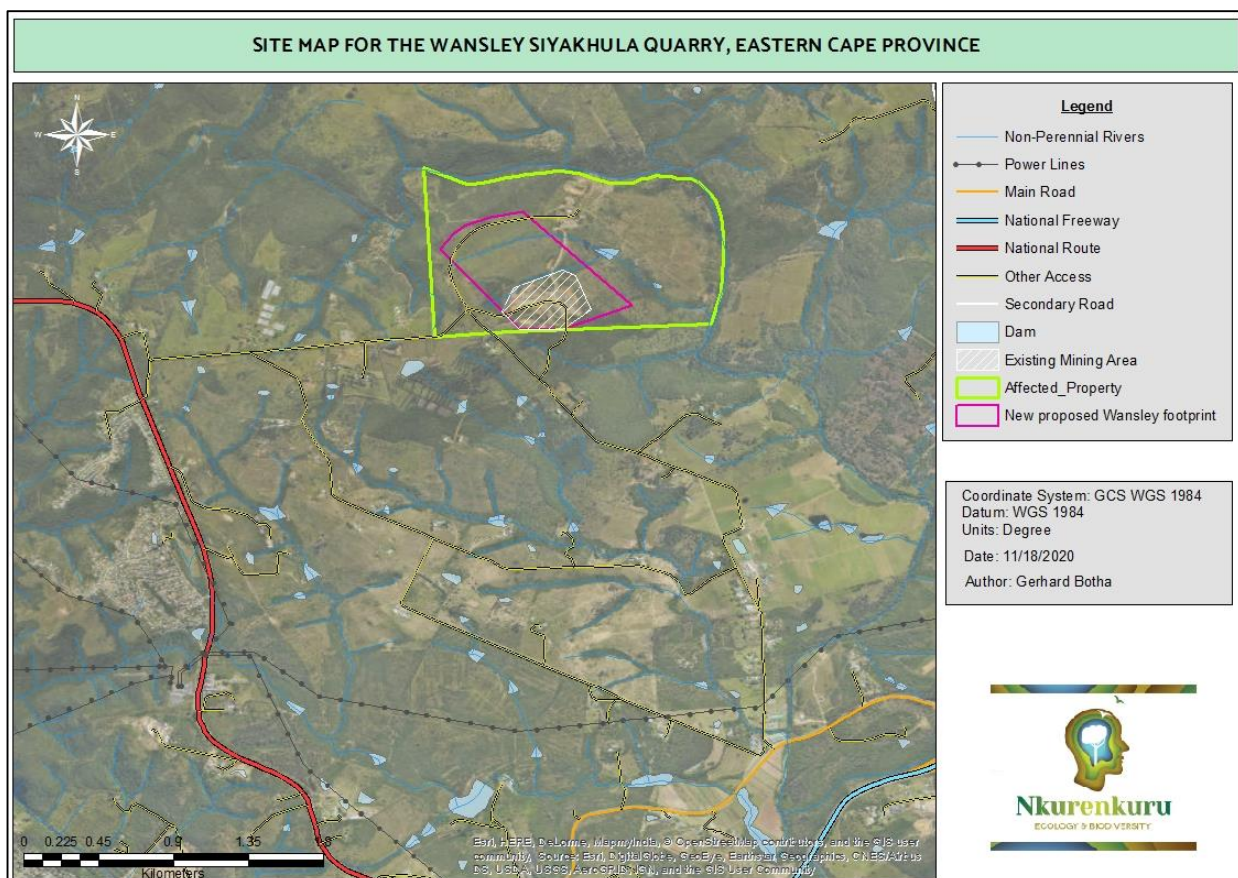 SITE MAP FOR THE WANSLEY SIYAKHULA QUARRY, EASTERN CAPE PROVINCE
N
W E
S
Legend
Non-Perennial Rivers
Power Lines
Main Road
National Freeway
National Route
Other Access
Secondary Road
Dam
Existing Mining Area
Affected_Property
New proposed Wansley footprint
Coordinate System: GCS WGS 1984
Datum: WGS 1984
Units: Degree
Date: 11/18/2020
Author: Gerhard Botha
Nkurenkuru
ECOLOGY & BIODIVERSITY
0 0.225 0.45 0.9 1.35 1.8
Kilometers
Esri, HERE, DeLorme, MapmyIndia, © OpenStreetMap contributors, and the GIS user
community, Source: Esri, DigitalGlobe, GeoEye, Earthstar Geographics, CNES/Airbus
DS, USDA, USGS, AeroGRID, IGN, and the GIS User Community